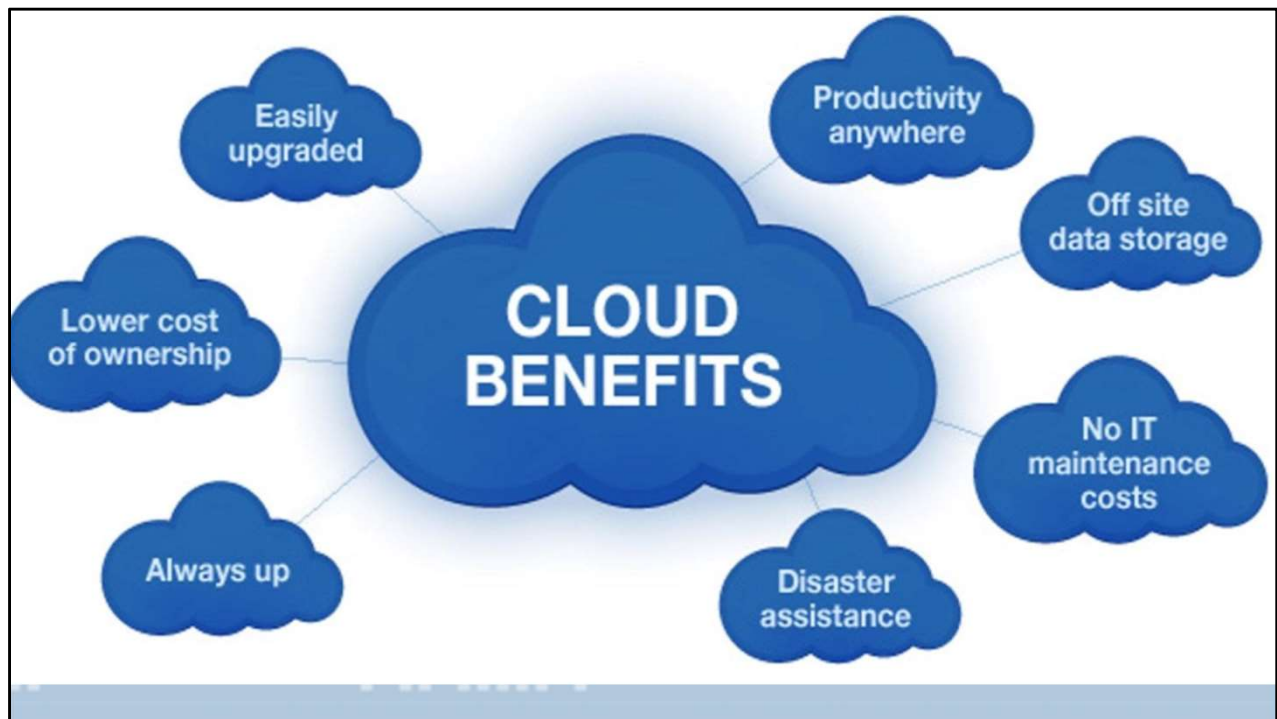 Easily
upgraded
Productivity
anywhere
Off site
data storage
Lower cost
of ownership
CLOUD
BENEFITS
No IT
maintenance
costs
Always up
Disaster
assistance